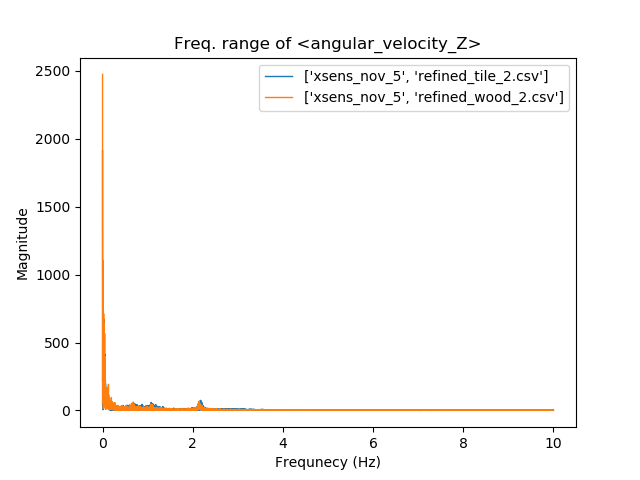 Freq. range of <angular_velocity_Z>
['xsens_nov_5', 'refined_tile_2.csv']
['xsens_nov_5', 'refined_wood_2.csv']
2500
2000
1500
1000
500
0
Magnitude
0 2 4 6 8 10
Frequnecy (Hz)